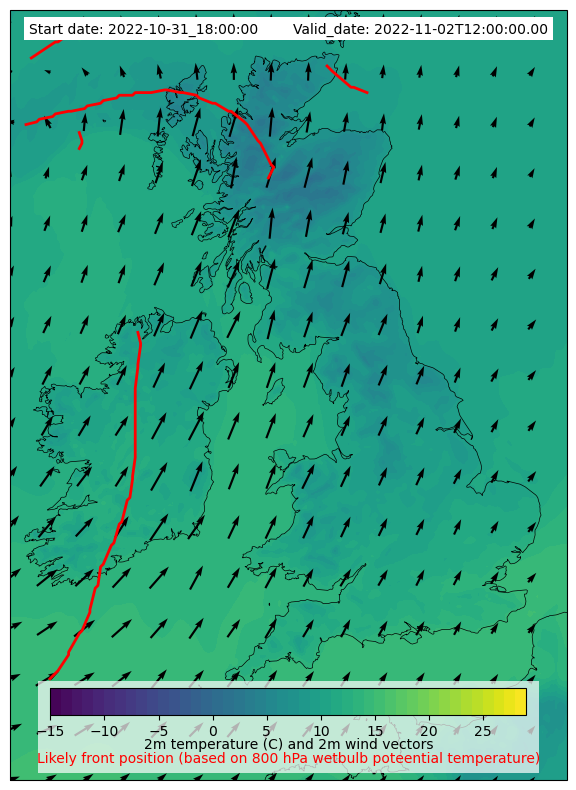 Start date: 2022-10-31_18:00:00 Valid_date: 2022-11-02T12:00:00.00
−15 −10 −5 0 5 10 15 20 25
2m temperature (C) and 2m wind vectors
Likely front position (based on 800 hPa wetbulb poteential temperature)